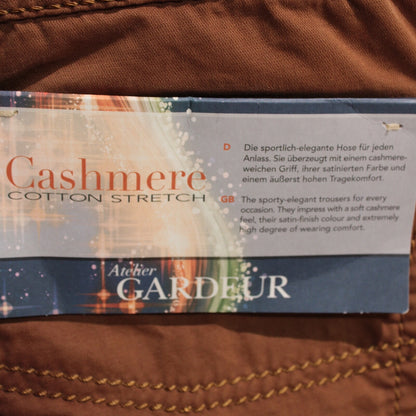 Cashmere
COTTON STRETCH
D
Die sportlich-elegante Hose für jeden
Anlass. Sie überzeugt mit einem cashmere-
weichen Griff, ihrer satinierten Farbe und
einem äußerst hohen Tragekomfort.
GB
The sporty-elegant trousers for every
occasion. They impress with a soft cashmere
feel, their satin-finish colour and extremely
high degree of wearing comfort.
Atelier
GARDEUR